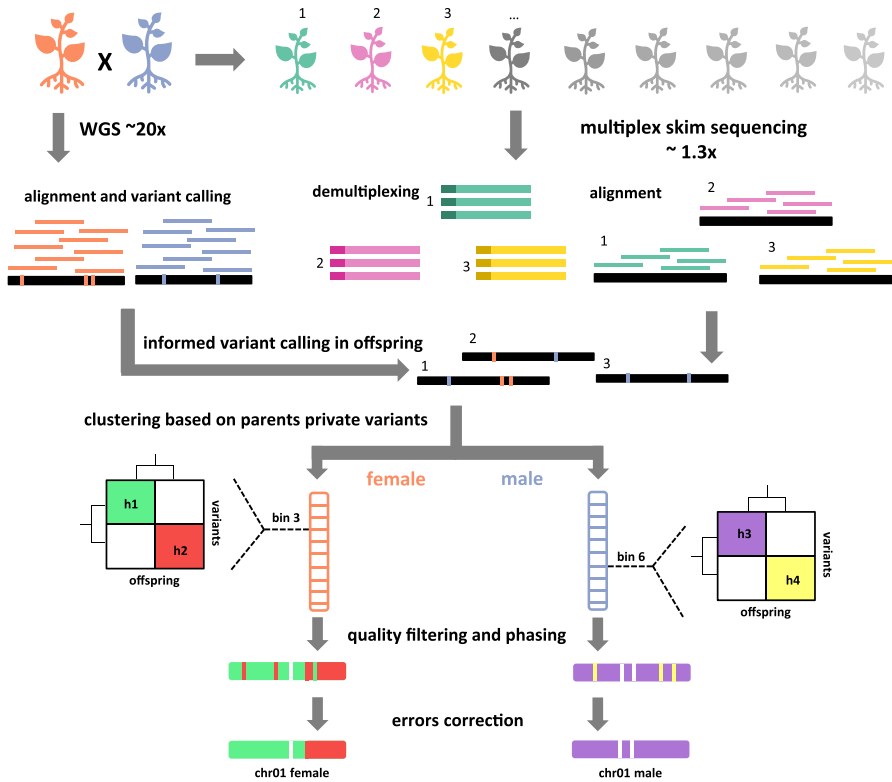 1
2
3
...
X
WGS ~20x
multiplex skim sequencing
~ 1.3x
alignment and variant calling
demultiplexing
1
2
3
alignment
2
1
3
informed variant calling in offspring
2
1
3
clustering based on parents private variants
female
male
h1
h2
variants
offspring
bin 3
bin 6
h3
h4
variants
offspring
quality filtering and phasing
errors correction
chr01 female
chr01 male